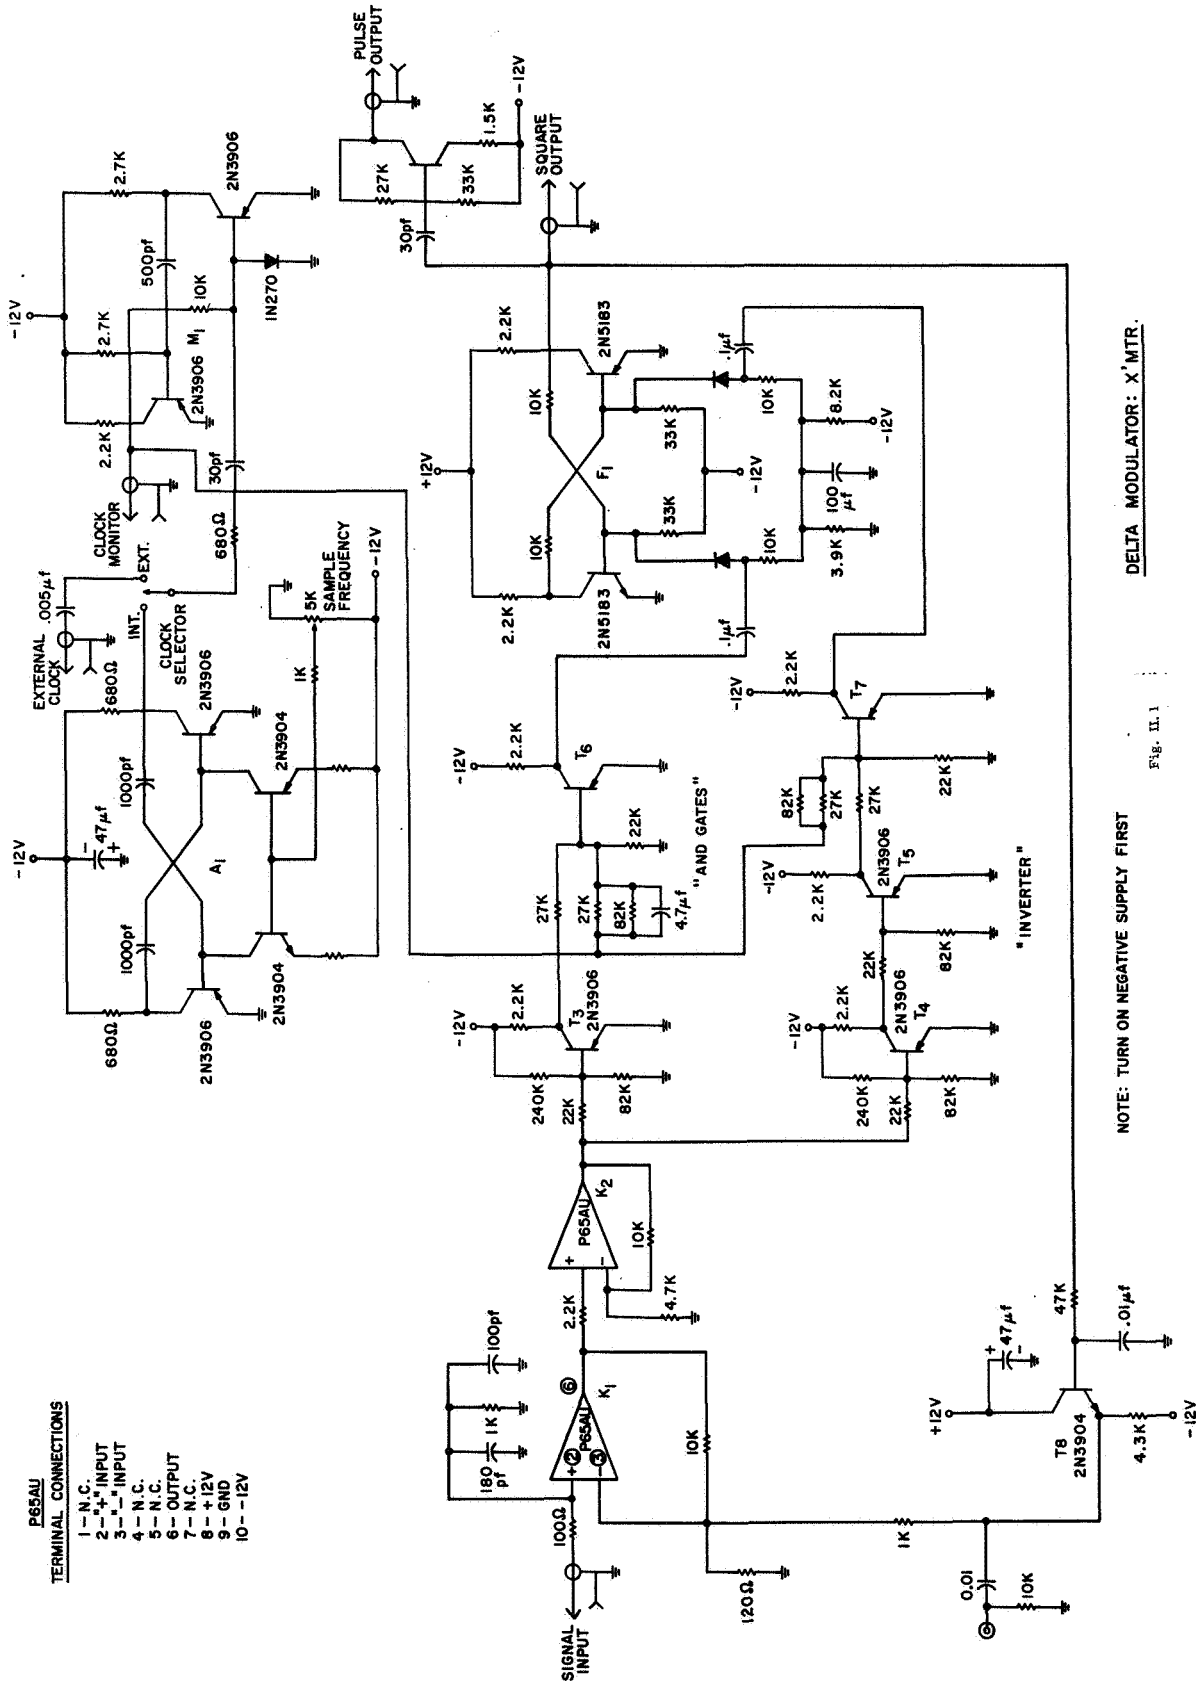 P65AU
TERMINAL CONNECTIONS
1 – N.C.
2 – "+" INPUT
3 – "–" INPUT
4 – N.C.
5 – N.C.
6 – OUTPUT
7 – N.C.
8 – +12V
9 – GND
10 – -12V
-12V
680Ω
1000pf
47μf
-
+
A1
1000pf
680Ω
2N3906
2N3906
2N3904
2N3904
EXTERNAL
CLOCK
.005μf
INT.
EXT.
CLOCK
SELECTOR
1K
5K
SAMPLE
FREQUENCY
-12V
CLOCK
MONITOR
680Ω
30pf
-12V
2.2K
2.7K
2N3906
M1
10K
500pf
2.7K
2N3906
1N270
PULSE
OUTPUT
27K
33K
1.5K
-12V
30pf
SQUARE
OUTPUT
+12V
2.2K
2.2K
10K
10K
F1
2N5183
2N5183
33K
33K
-12V
10K
10K
.1μf
.1μf
3.9K
100
μf
8.2K
-12V
-12V
2.2K
T6
27K
27K
82K
4.7μf
22K
"AND GATES"
-12V
2.2K
T7
82K
27K
27K
22K
-12V
2.2K
2N3906
T5
22K
82K
"INVERTER"
-12V
2.2K
T3
2N3906
240K
22K
82K
-12V
2.2K
2N3906
T4
240K
22K
82K
P65AU
K2
+
-
10K
4.7K
2.2K
100pf
1K
180
pf
6
P65AU
K1
+
2
-
3
100Ω
SIGNAL
INPUT
10K
120Ω
1K
0.01
10K
+12V
47μf
+
-
T8
2N3904
4.3K
-12V
47K
.01μf
NOTE: TURN ON NEGATIVE SUPPLY FIRST
DELTA MODULATOR: X'MTR.
Fig. II.1